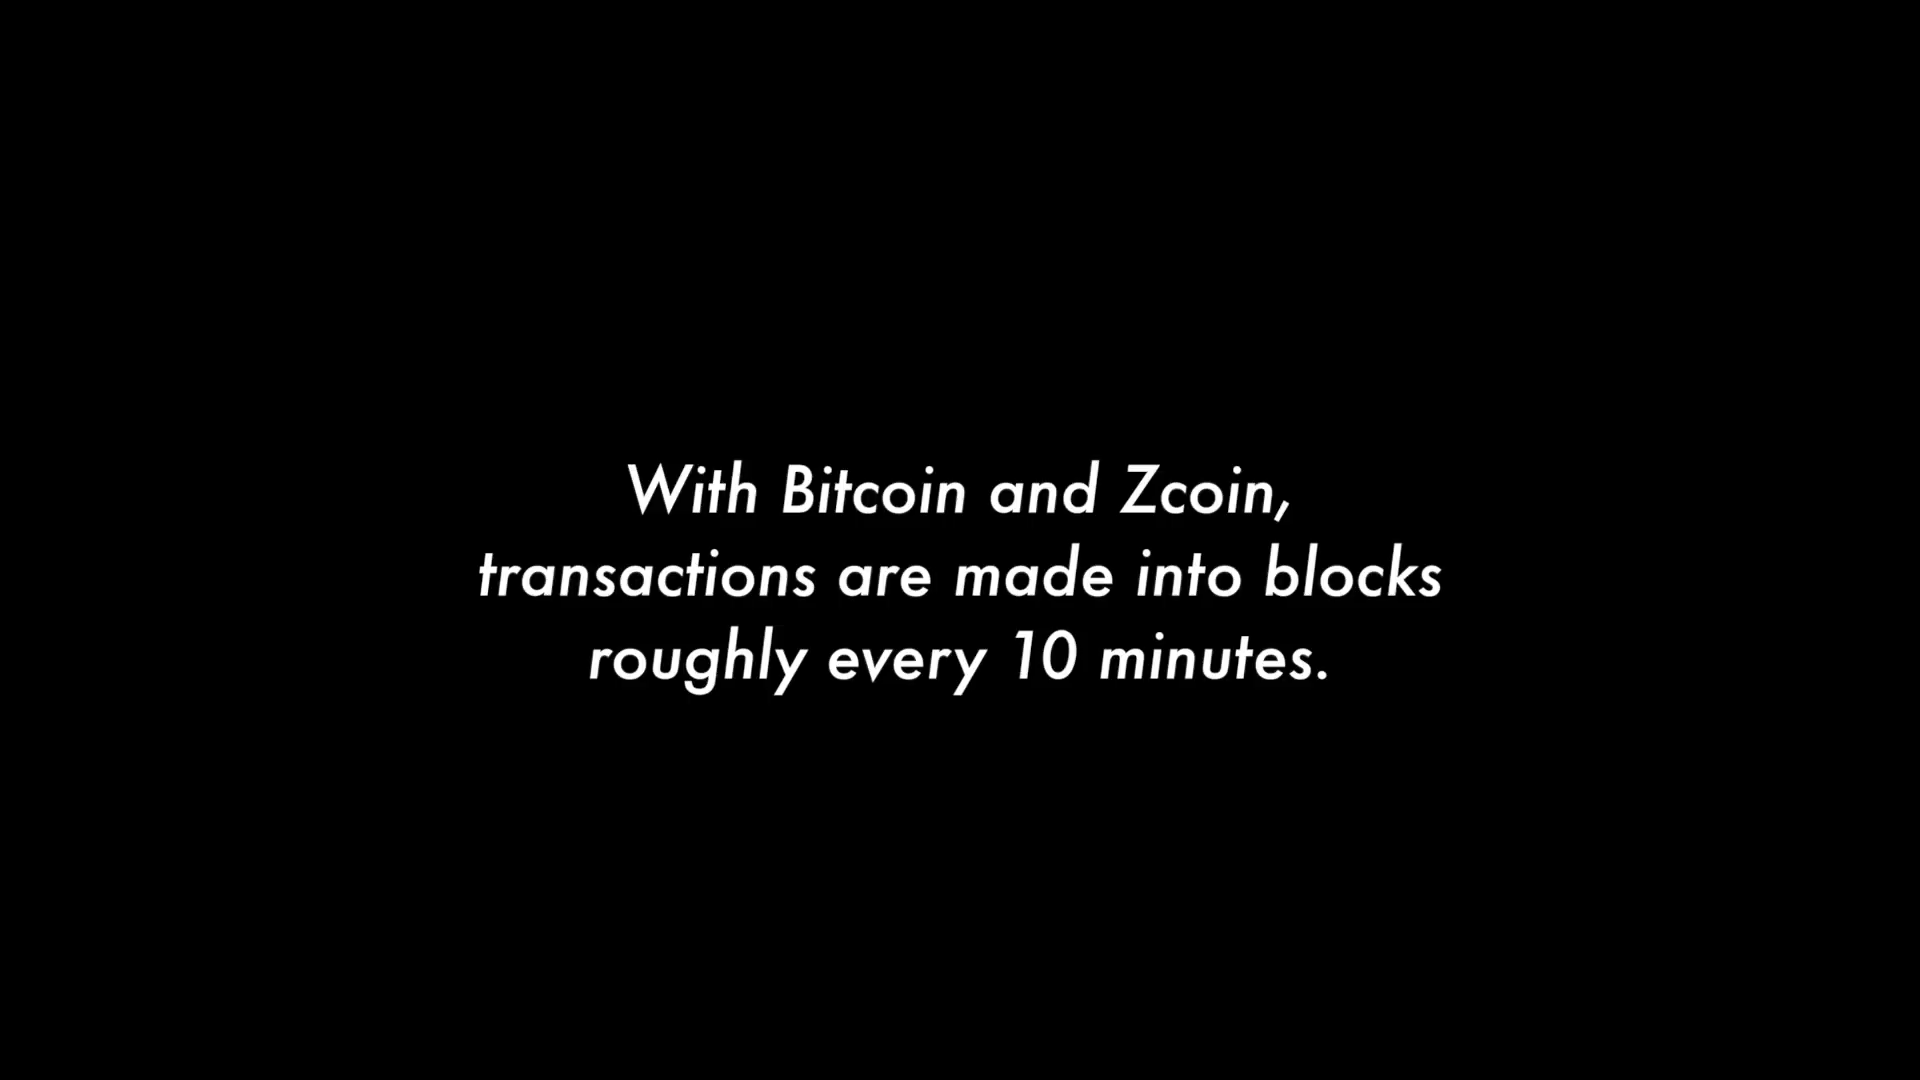 With Bitcoin and Zcoin,
transactions are made into blocks
roughly every 10 minutes.